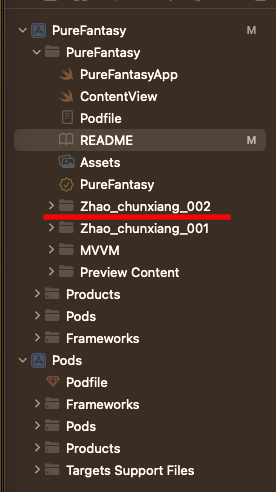 PureFantasy M
PureFantasy
PureFantasyApp
ContentView
Podfile
README M
Assets
PureFantasy
Zhao_chunxiang_002
Zhao_chunxiang_001
MVVM
Preview Content
Products
Pods
Frameworks
Pods
Podfile
Frameworks
Pods
Products
Targets Support Files